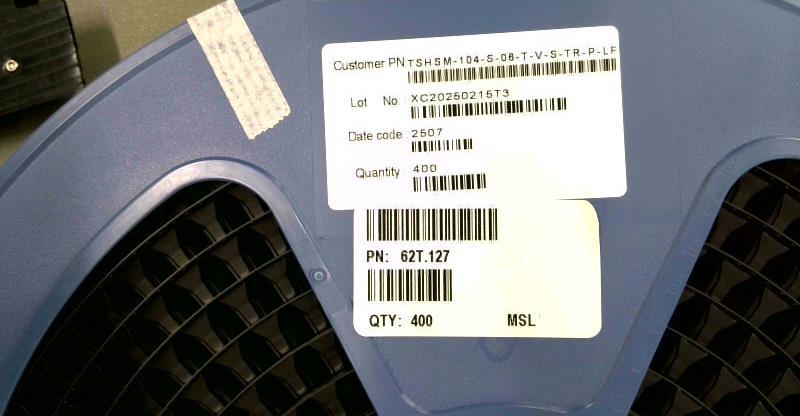 Customer PN TSHSM-104-S-06-T-V-S-TR-P-LF
Lot No.: XC20250215T3
Date code: 2507
Quantity: 400
PN: 62T.127
QTY: 400 MSL